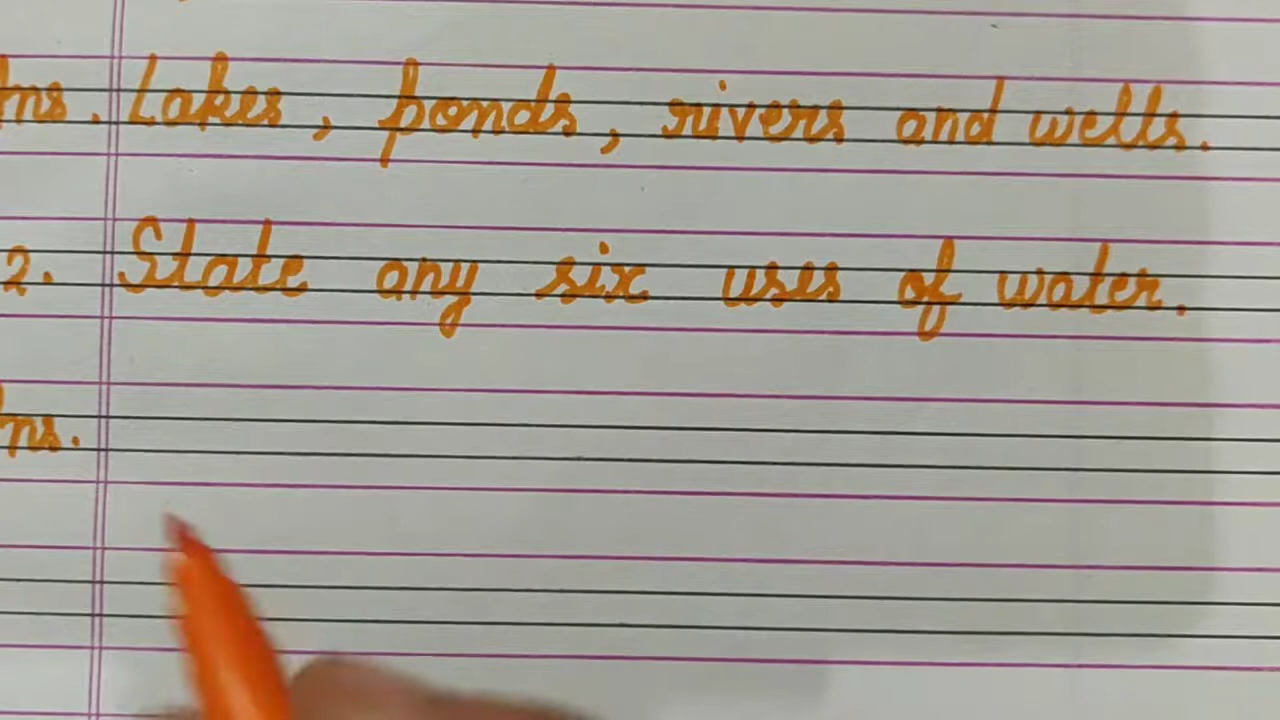 ns. Lakes, ponds, rivers and wells.
2. State any six uses of water.
ns.